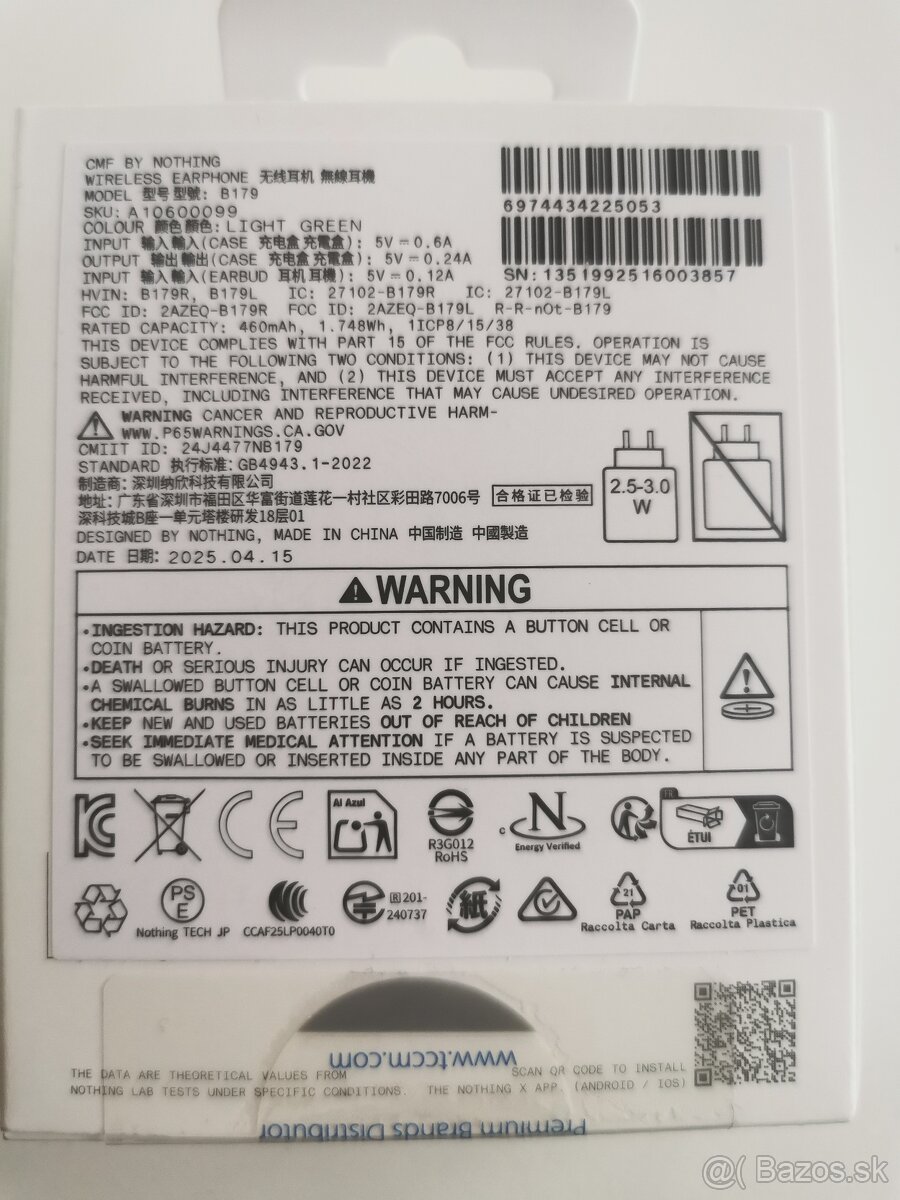 CMF BY NOTHING
WIRELESS EARPHONE 无线耳机 無線耳機
MODEL 型号 型號: B179
SKU: A10600099
COLOUR 颜色 顏色: LIGHT GREEN
INPUT 输入 輸入(CASE 充电盒 充電盒): 5V⎓0.6A
OUTPUT 输出 輸出(CASE 充电盒 充電盒): 5V⎓0.24A
INPUT 输入 輸入(EARBUD 耳机 耳機): 5V⎓0.12A
6974434225053
SN: 1351992516003857
HVIN: B179R, B179L IC: 27102-B179R IC: 27102-B179L
FCC ID: 2AZEQ-B179R FCC ID: 2AZEQ-B179L R-R-nOt-B179
RATED CAPACITY: 460mAh, 1.748Wh, 1ICP8/15/38
THIS DEVICE COMPLIES WITH PART 15 OF THE FCC RULES. OPERATION IS
SUBJECT TO THE FOLLOWING TWO CONDITIONS: (1) THIS DEVICE MAY NOT CAUSE
HARMFUL INTERFERENCE, AND (2) THIS DEVICE MUST ACCEPT ANY INTERFERENCE
RECEIVED, INCLUDING INTERFERENCE THAT MAY CAUSE UNDESIRED OPERATION.
WARNING CANCER AND REPRODUCTIVE HARM-
WWW.P65WARNINGS.CA.GOV
CMIIT ID: 24J4477NB179
STANDARD 执行标准: GB4943.1-2022
制造商: 深圳纳欣科技有限公司
地址: 广东省深圳市福田区华富街道莲花一村社区彩田路7006号
深科技城B座一单元塔楼研发18层01
合格证已检验
2.5-3.0
W
DESIGNED BY NOTHING, MADE IN CHINA 中国制造 中國製造
DATE 日期: 2025.04.15
WARNING
•INGESTION HAZARD: THIS PRODUCT CONTAINS A BUTTON CELL OR
COIN BATTERY.
•DEATH OR SERIOUS INJURY CAN OCCUR IF INGESTED.
•A SWALLOWED BUTTON CELL OR COIN BATTERY CAN CAUSE INTERNAL
CHEMICAL BURNS IN AS LITTLE AS 2 HOURS.
•KEEP NEW AND USED BATTERIES OUT OF REACH OF CHILDREN
•SEEK IMMEDIATE MEDICAL ATTENTION IF A BATTERY IS SUSPECTED
TO BE SWALLOWED OR INSERTED INSIDE ANY PART OF THE BODY.
CE
Al Azul
R3G012
RoHS
c N
Energy Verified
FR
ÉTUI
PS
E
Nothing TECH JP
CCAF25LP0040T0
R 201-
240737
紙
21
PAP
Raccolta Carta
01
PET
Raccolta Plastica
www.tccm.com
THE DATA ARE THEORETICAL VALUES FROM
NOTHING LAB TESTS UNDER SPECIFIC CONDITIONS.
SCAN QR CODE TO INSTALL
THE NOTHING X APP. (ANDROID / IOS)
Premium Brands Distributor
@( Bazos.sk